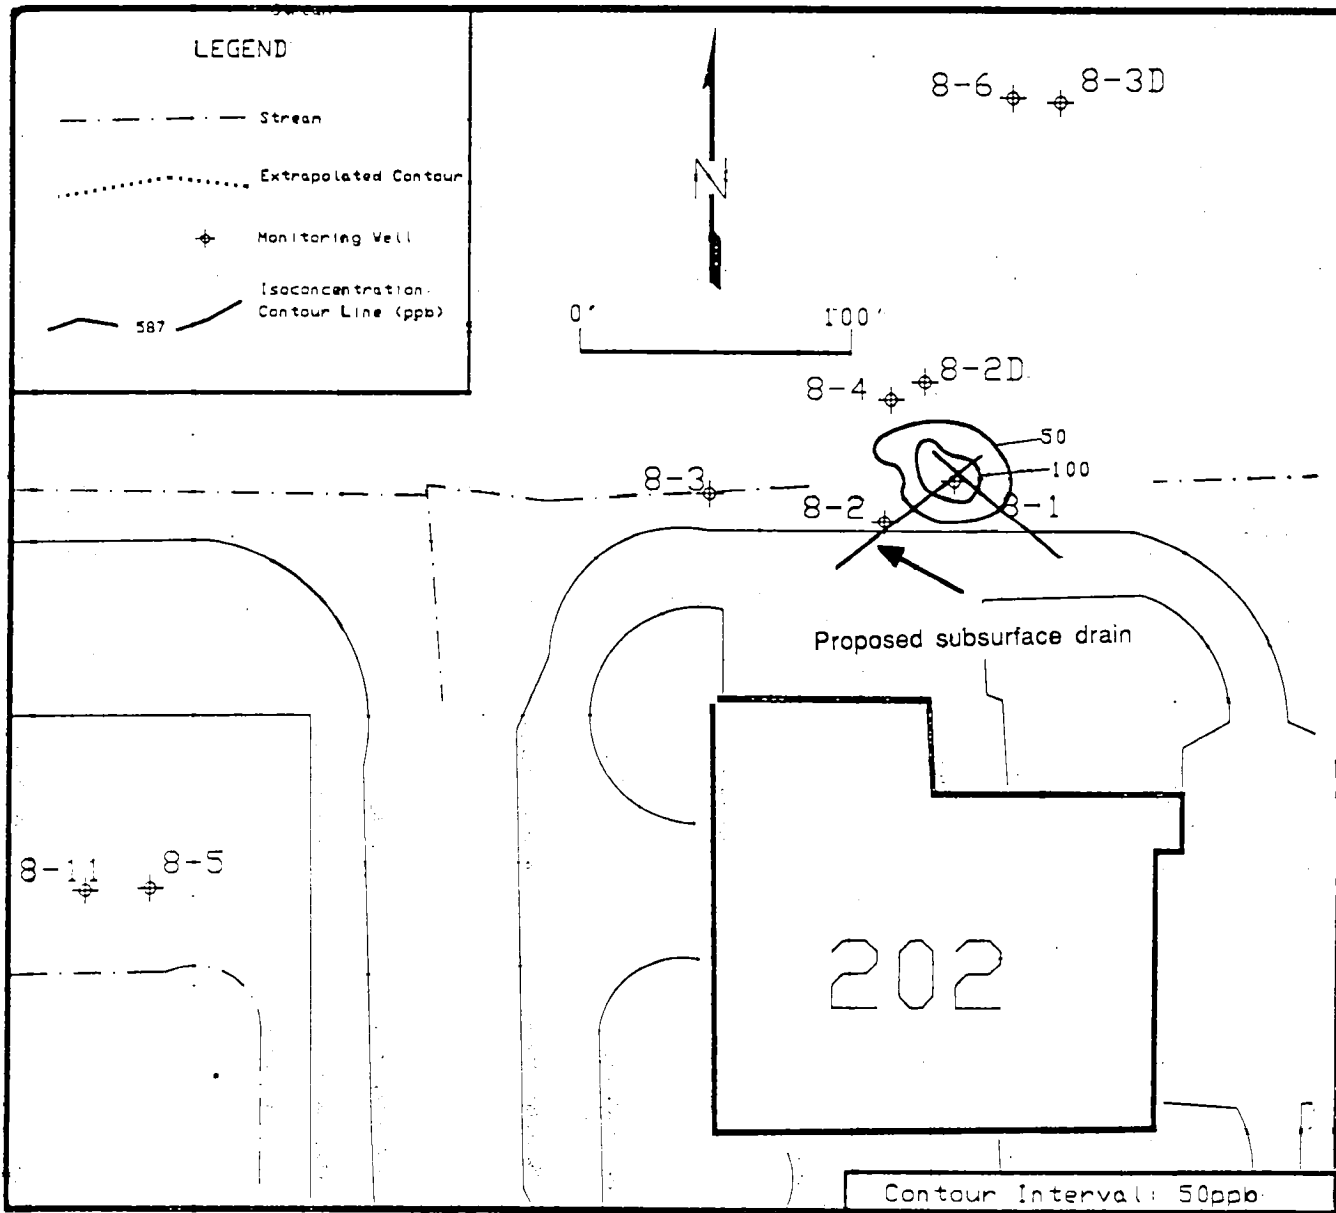 Stream
LEGEND
Stream
Extrapolated Contour
Monitoring Well
Isoconcentration
Contour Line (ppb)
587
N
0'
100'
8-6
8-3D
8-4
8-2D
50
100
8-3
8-2
8-1
Proposed subsurface drain
8-11
8-5
202
Contour Interval: 50ppb